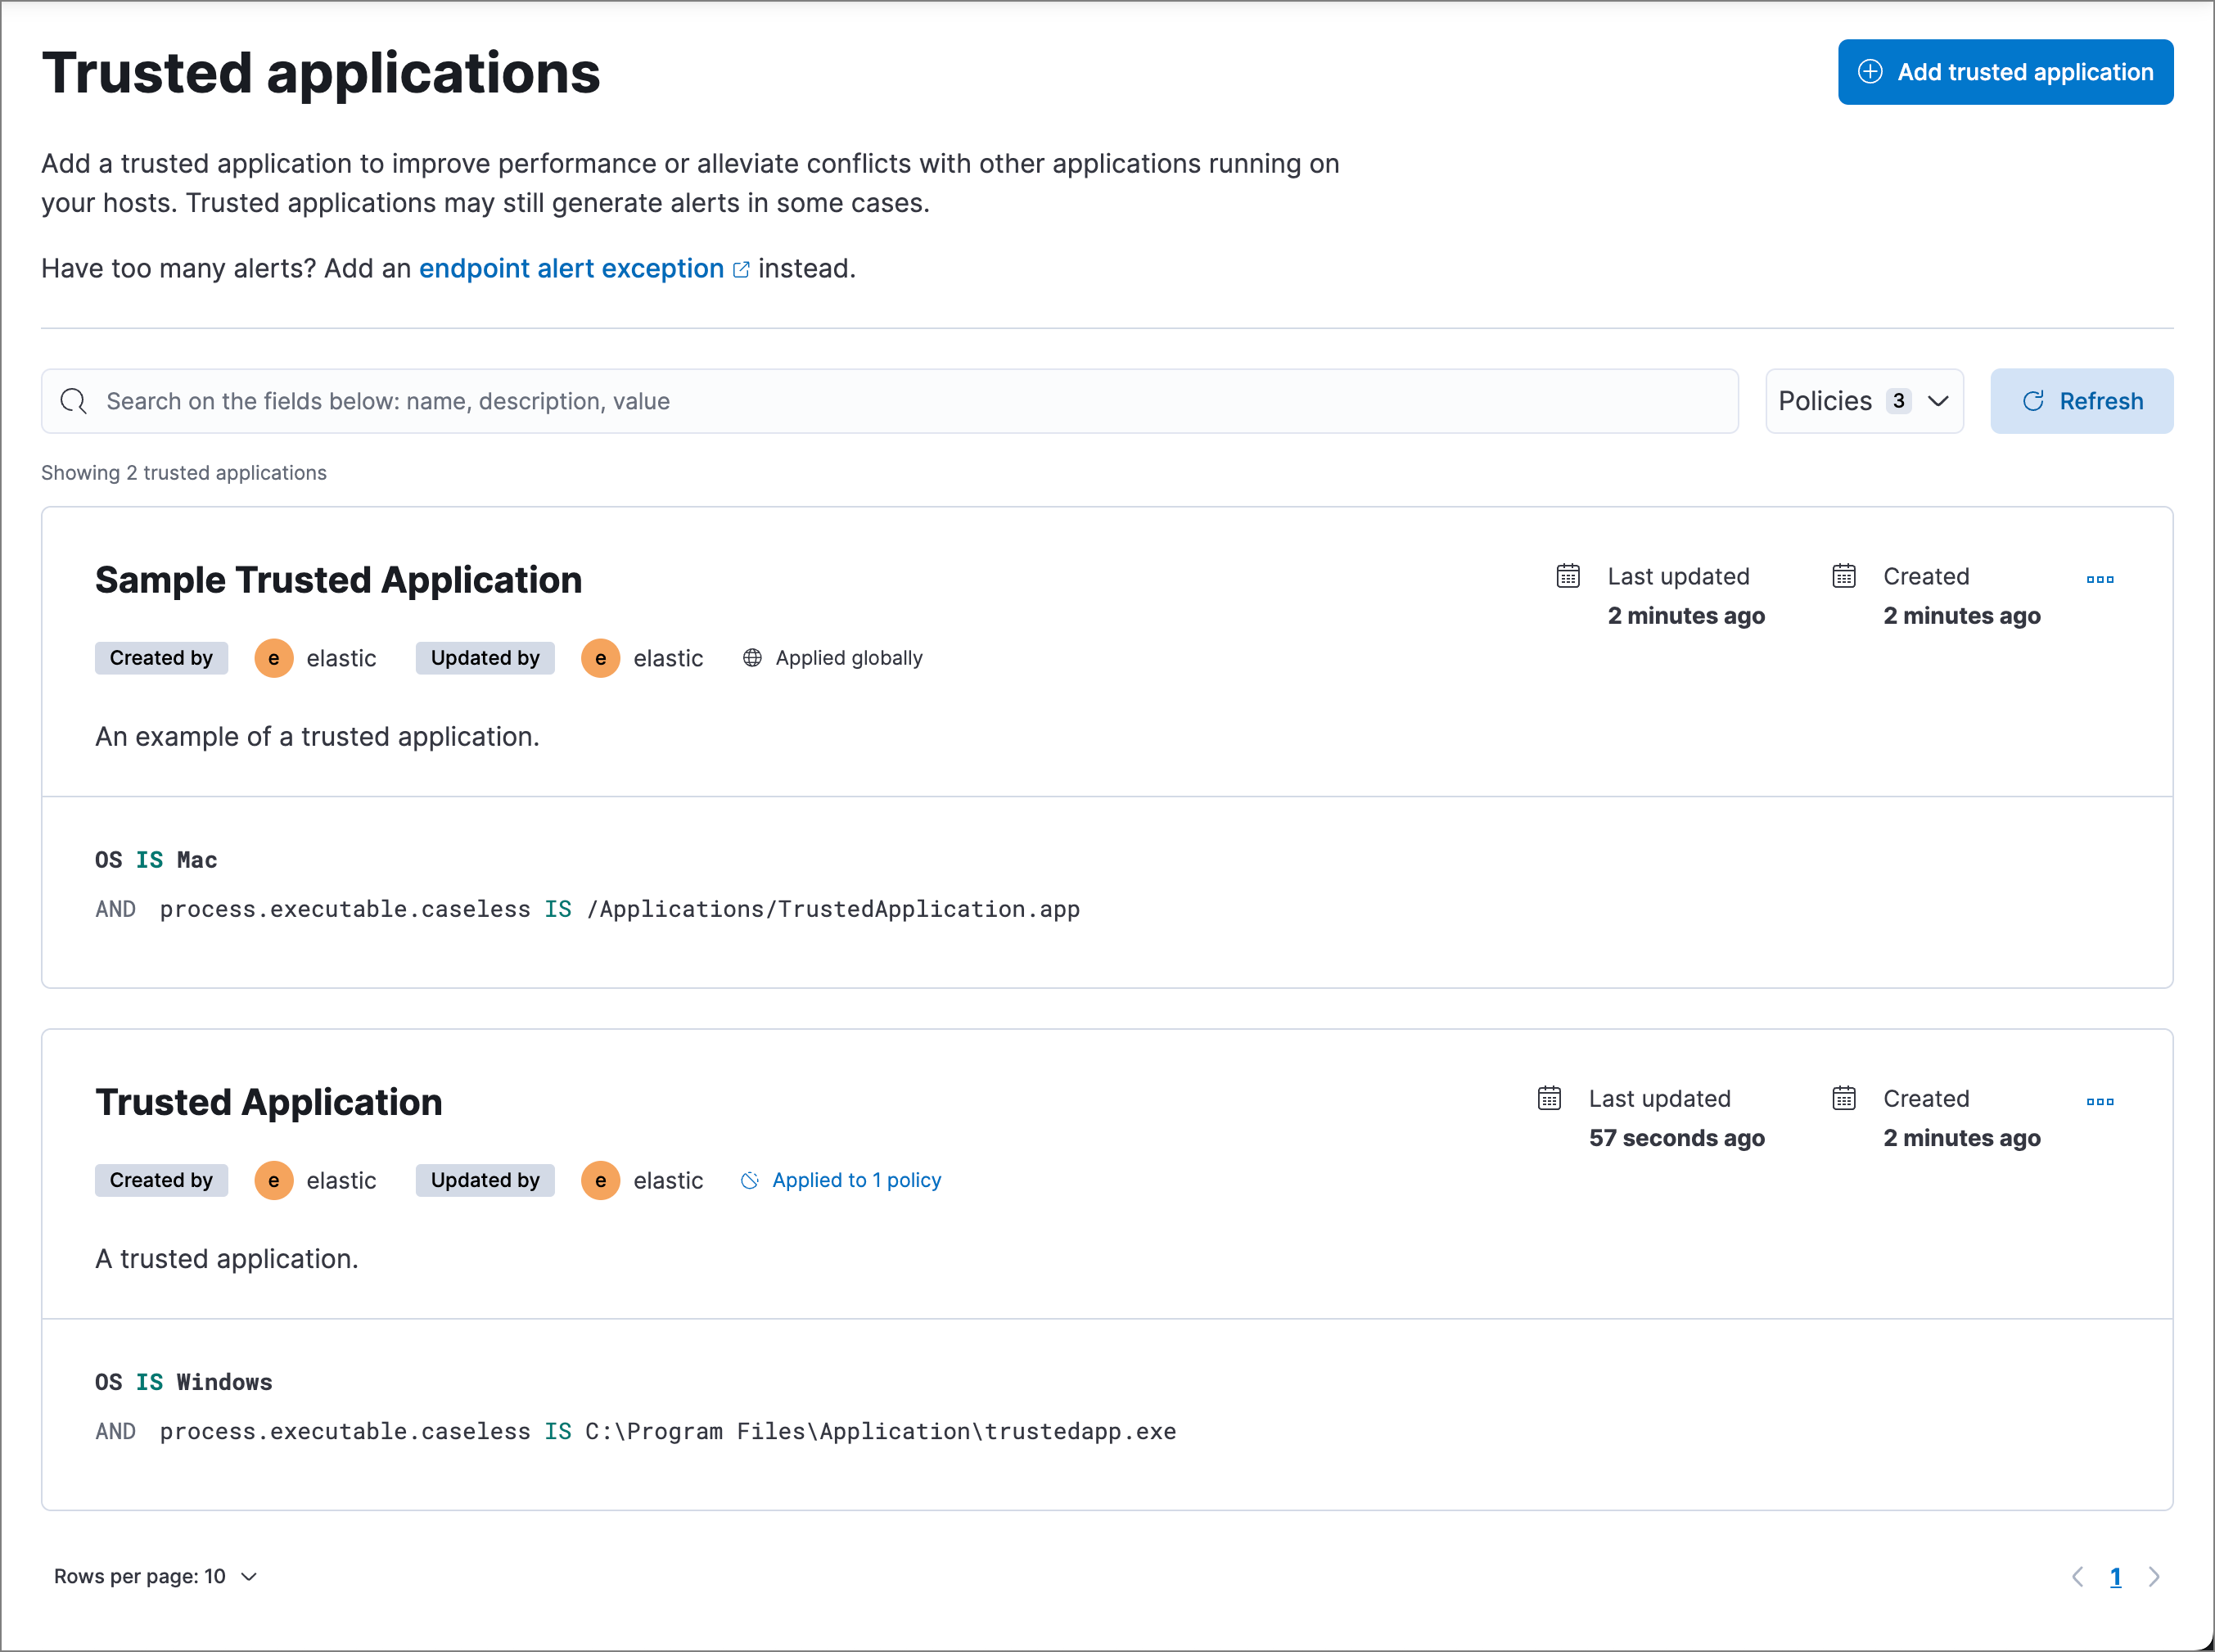 Trusted applications
Add trusted application
Add a trusted application to improve performance or alleviate conflicts with other applications running on
your hosts. Trusted applications may still generate alerts in some cases.
Have too many alerts? Add an endpoint alert exception instead.
Search on the fields below: name, description, value
Policies 3
Refresh
Showing 2 trusted applications
Sample Trusted Application
Last updated
2 minutes ago
Created
2 minutes ago
Created by e elastic Updated by e elastic Applied globally
An example of a trusted application.
OS IS Mac
AND process.executable.caseless IS /Applications/TrustedApplication.app
Trusted Application
Last updated
57 seconds ago
Created
2 minutes ago
Created by e elastic Updated by e elastic Applied to 1 policy
A trusted application.
OS IS Windows
AND process.executable.caseless IS C:\Program Files\Application\trustedapp.exe
Rows per page: 10
1